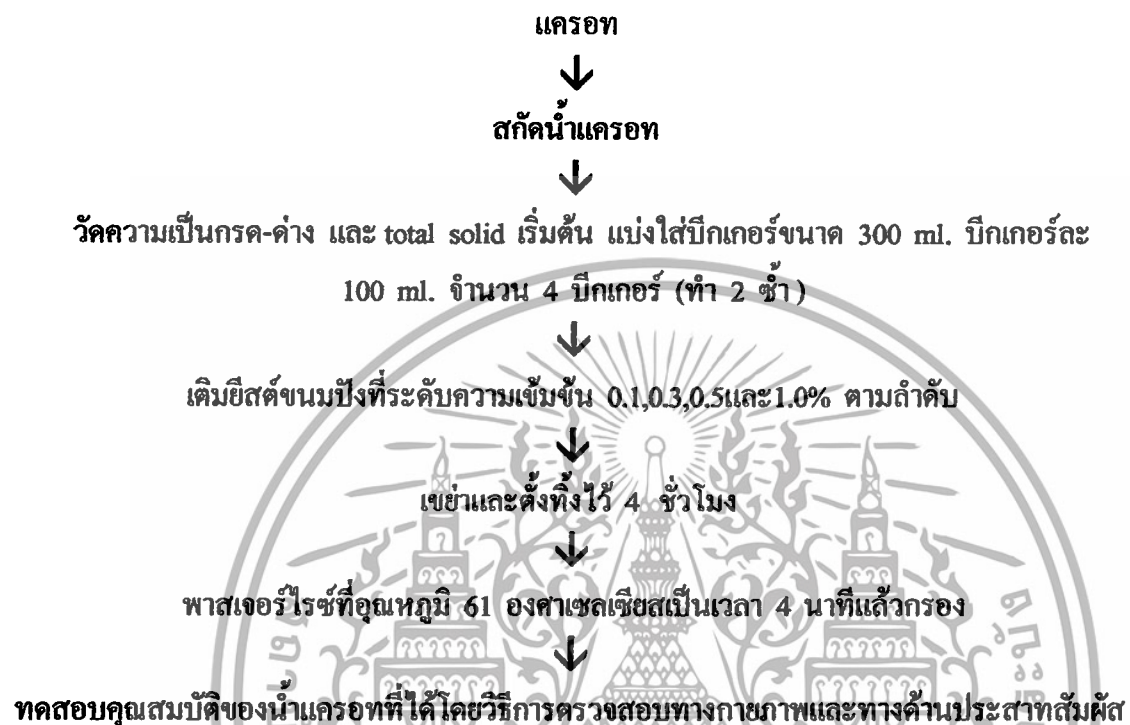 แครอท
↓
สกัดน้ำแครอท
↓
วัดความเป็นกรด-ด่าง และ total solid เริ่มต้น แบ่งใส่บีกเกอร์ขนาด 300 ml. บีกเกอร์ละ
100 ml. จำนวน 4 บีกเกอร์ (ทำ 2 ซ้ำ)
↓
เติมยีสต์ขนมปังที่ระดับความเข้มข้น 0.1,0.3,0.5และ1.0% ตามลำดับ
↓
เขย่าและตั้งทิ้งไว้ 4 ชั่วโมง
↓
พาสเจอร์ไรซ์ที่อุณหภูมิ 61 องศาเซลเซียสเป็นเวลา 4 นาทีแล้วกรอง
↓
ทดสอบคุณสมบัติของน้ำแครอทที่ได้โดยวิธีการตรวจสอบทางกายภาพและทางด้านประสาทสัมผัส